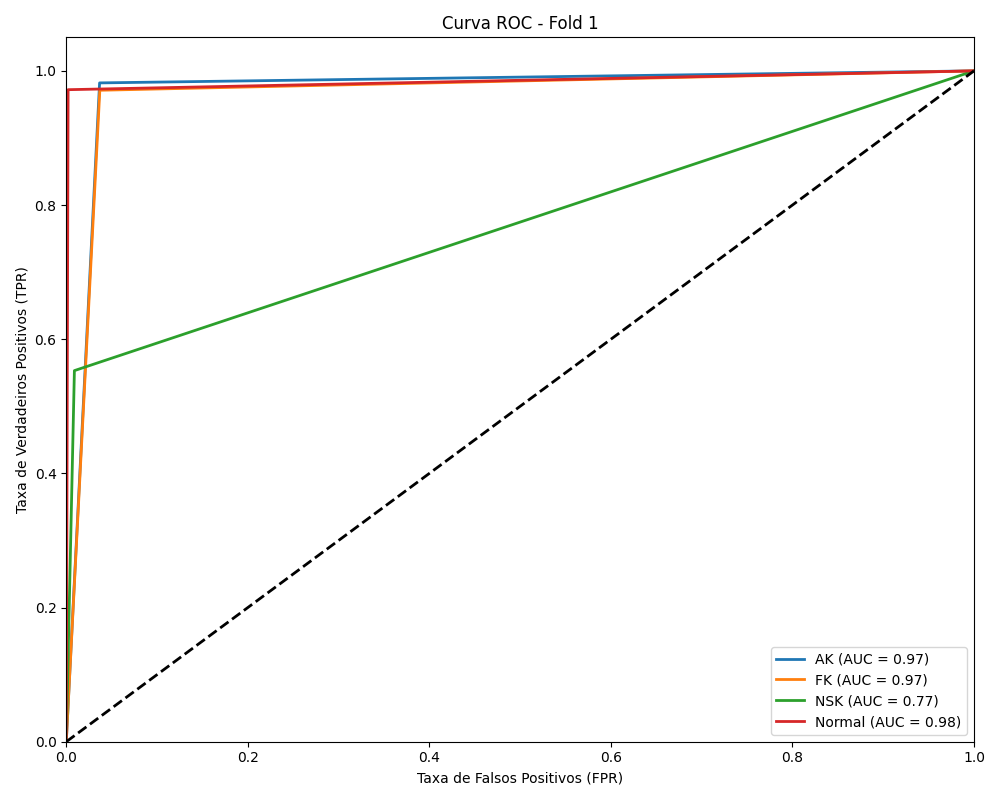 Curva ROC - Fold 1
Taxa de Verdadeiros Positivos (TPR)
1.0
0.8
0.6
0.4
0.2
0.0
0.0 0.2 0.4 0.6 0.8 1.0
Taxa de Falsos Positivos (FPR)
AK (AUC = 0.97)
FK (AUC = 0.97)
NSK (AUC = 0.77)
Normal (AUC = 0.98)